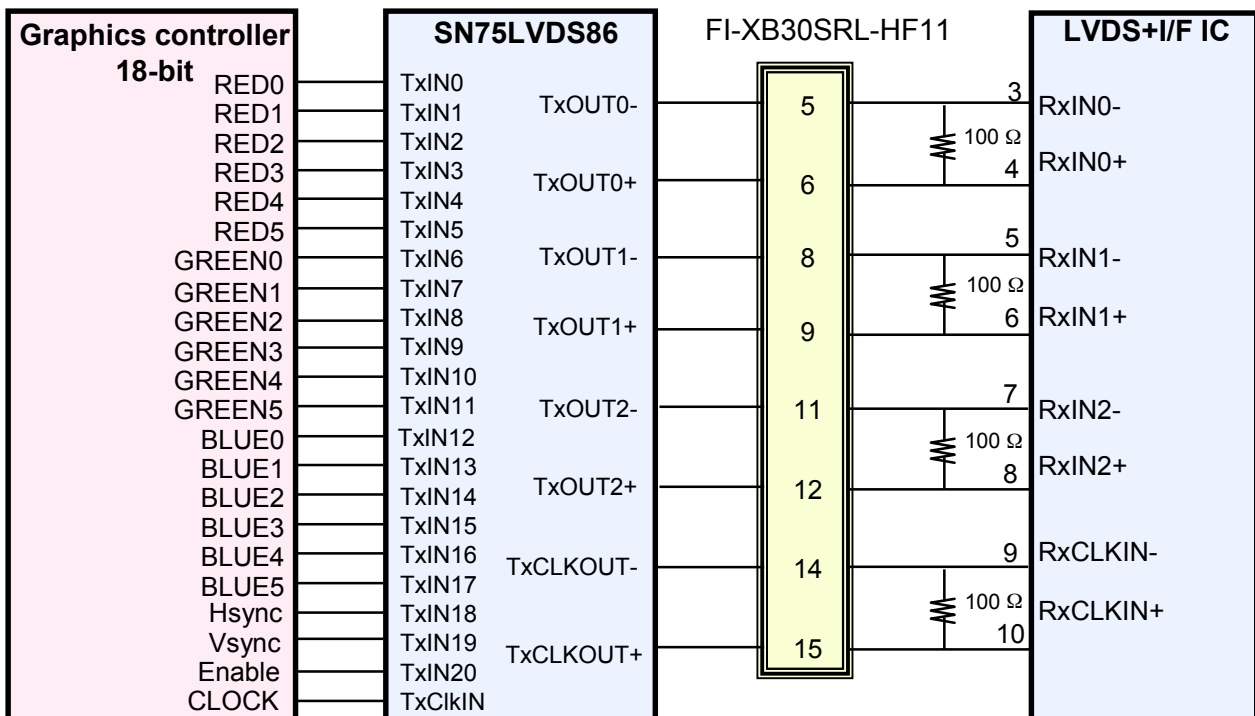 Graphics controller
18-bit
RED0
RED1
RED2
RED3
RED4
RED5
GREEN0
GREEN1
GREEN2
GREEN3
GREEN4
GREEN5
BLUE0
BLUE1
BLUE2
BLUE3
BLUE4
BLUE5
Hsync
Vsync
Enable
CLOCK
SN75LVDS86
TxIN0
TxIN1
TxIN2
TxIN3
TxIN4
TxIN5
TxIN6
TxIN7
TxIN8
TxIN9
TxIN10
TxIN11
TxIN12
TxIN13
TxIN14
TxIN15
TxIN16
TxIN17
TxIN18
TxIN19
TxIN20
TxClkIN
TxOUT0-
TxOUT0+
TxOUT1-
TxOUT1+
TxOUT2-
TxOUT2+
TxCLKOUT-
TxCLKOUT+
FI-XB30SRL-HF11
5
6
8
9
11
12
14
15
3
100 Ω
4
5
100 Ω
6
7
100 Ω
8
9
100 Ω
10
LVDS+I/F IC
RxIN0-
RxIN0+
RxIN1-
RxIN1+
RxIN2-
RxIN2+
RxCLKIN-
RxCLKIN+